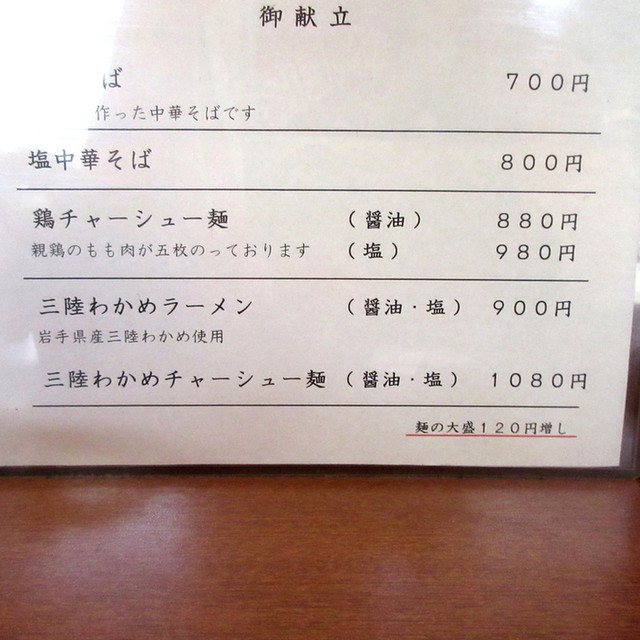 御献立
ば 700円
作った中華そばです
塩中華そば 800円
鶏チャーシュー麺 (醤油) 880円
親鶏のもも肉が五枚のっております (塩) 980円
三陸わかめラーメン (醤油・塩) 900円
岩手県産三陸わかめ使用
三陸わかめチャーシュー麺 (醤油・塩) 1080円
麺の大盛120円増し